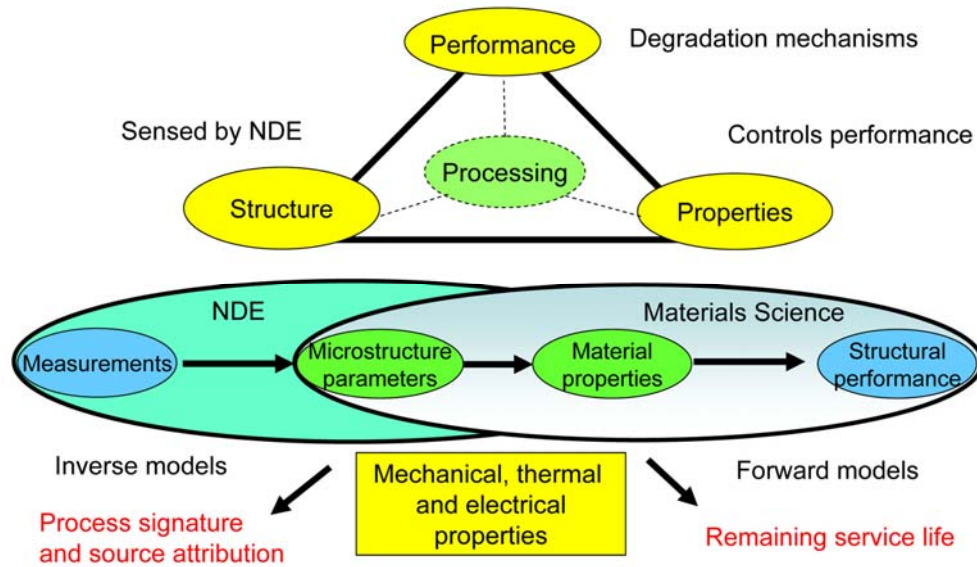 Performance
Degradation mechanisms
Sensed by NDE
Controls performance
Processing
Structure
Properties
NDE
Materials Science
Measurements
Microstructure
parameters
Material
properties
Structural
performance
Inverse models
Mechanical, thermal
and electrical
properties
Forward models
Process signature
and source attribution
Remaining service life